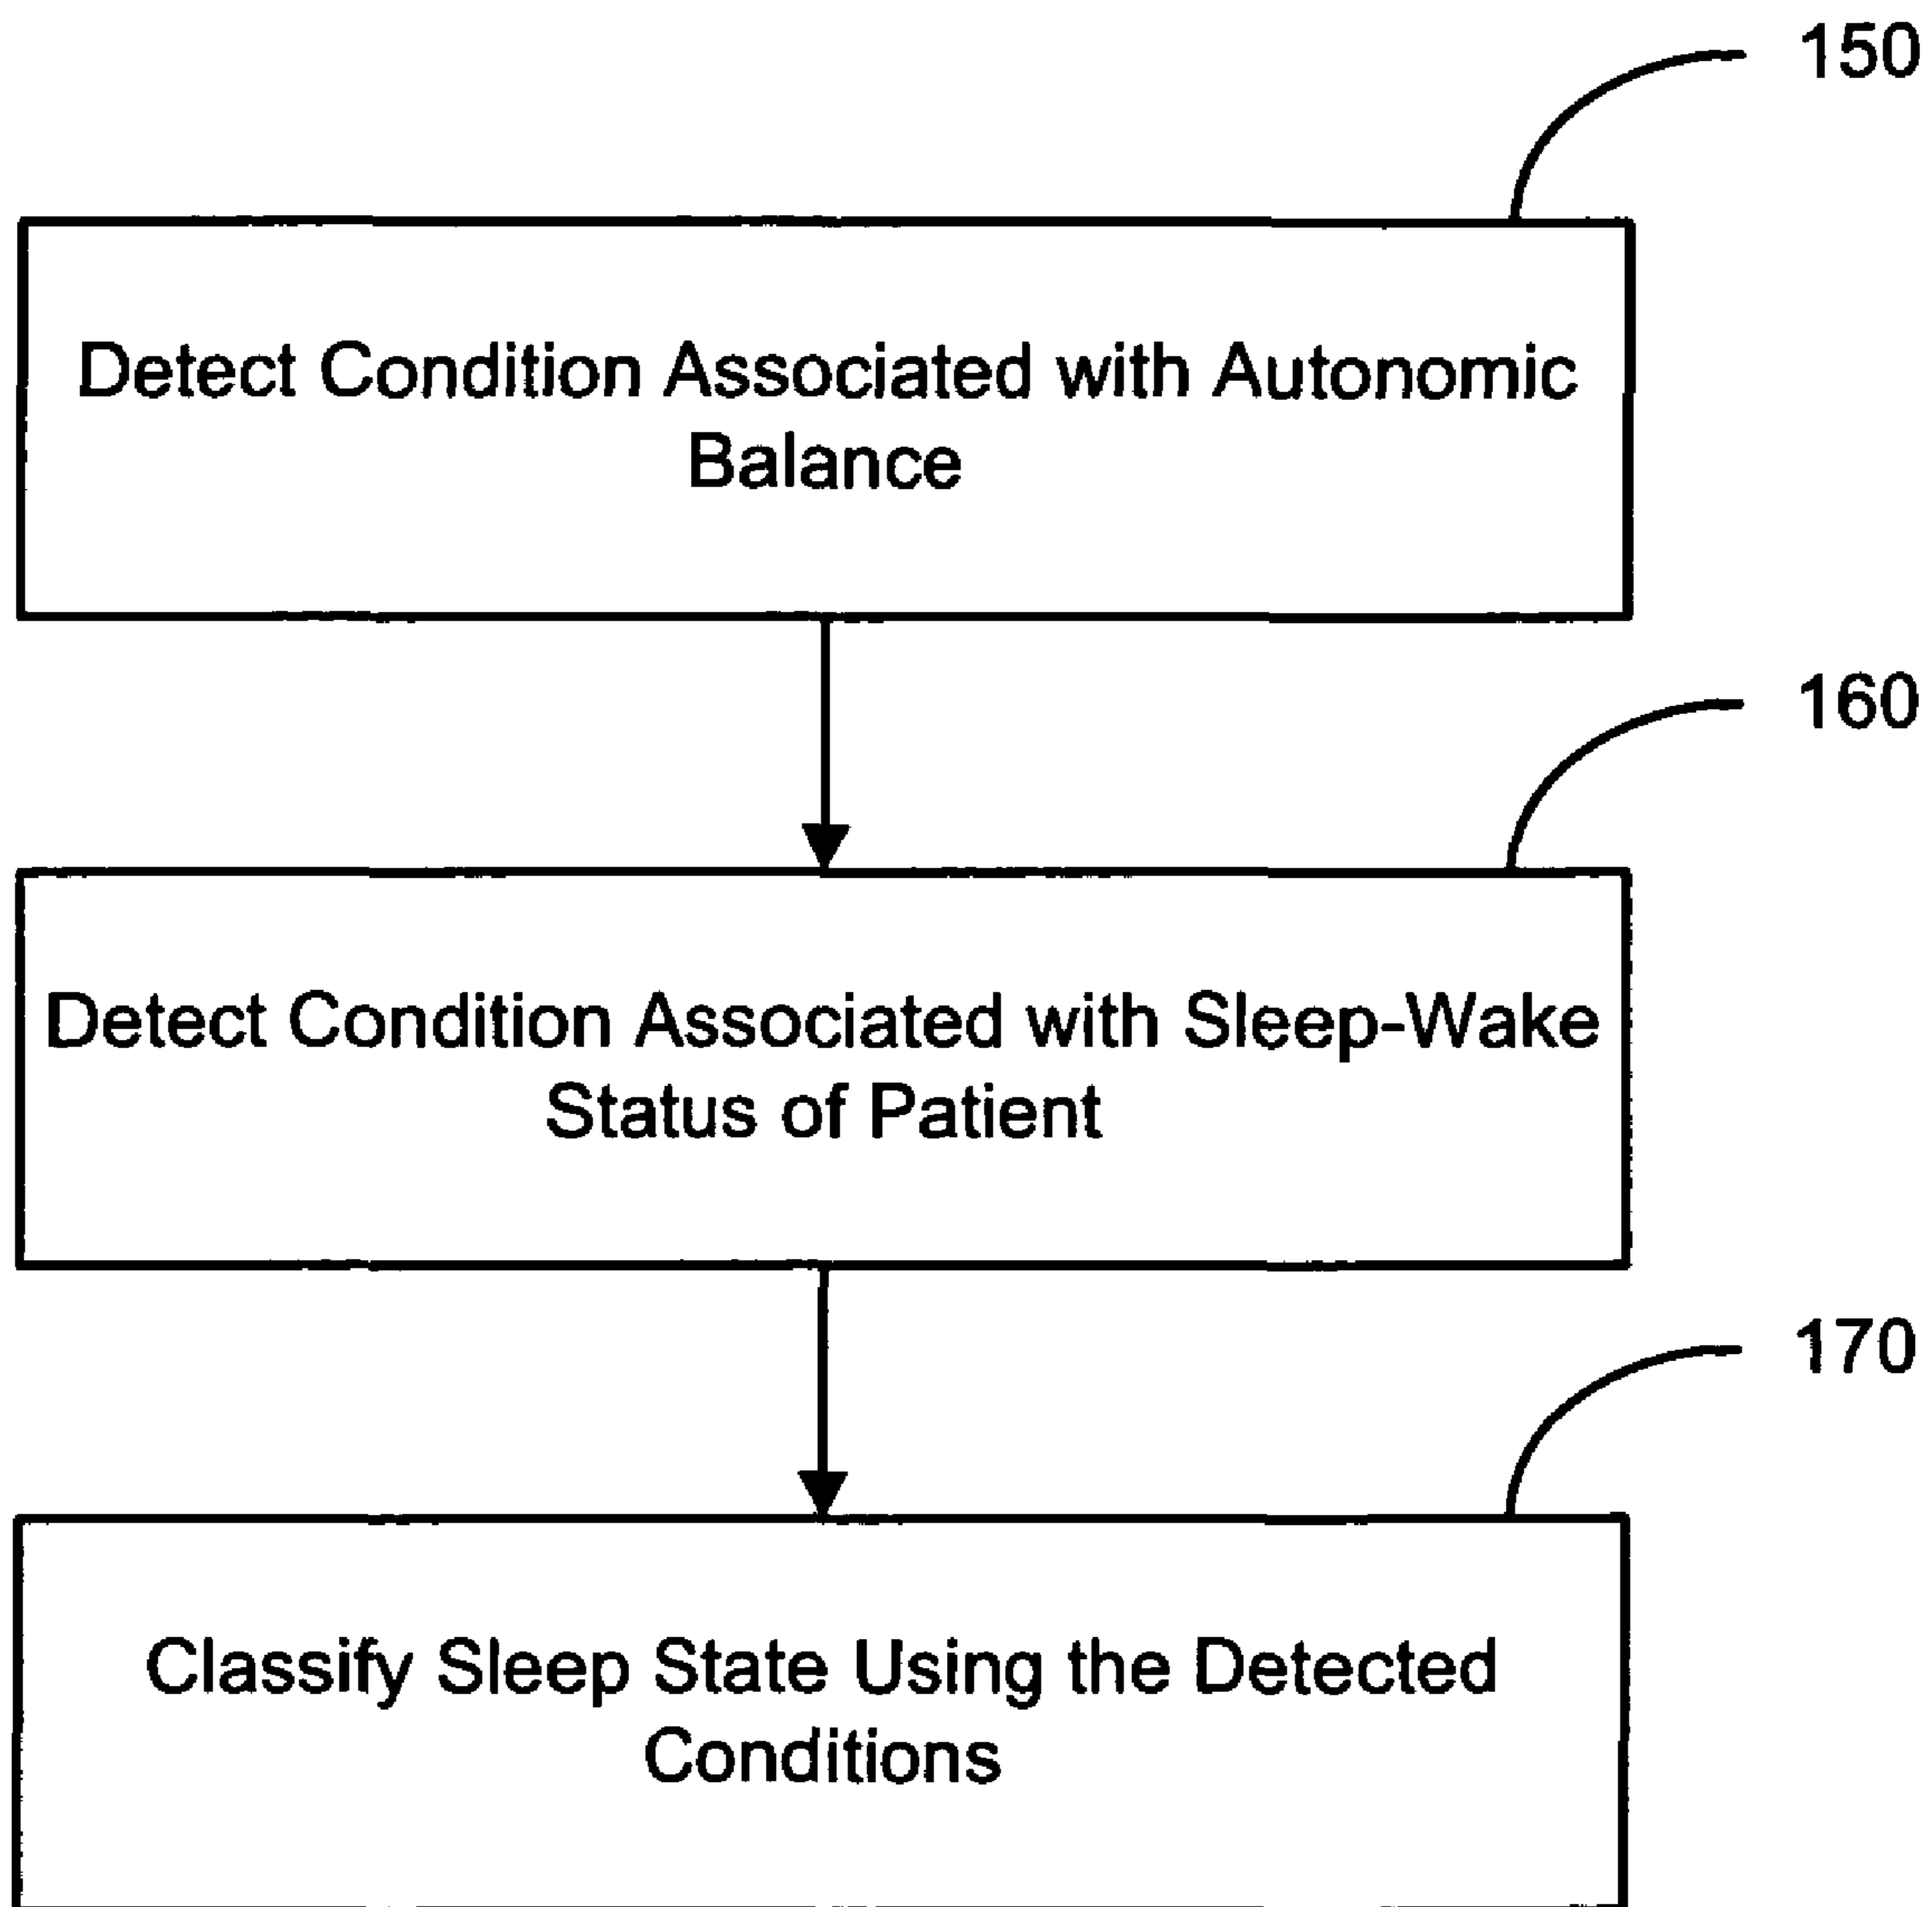 150
Detect Condition Associated with Autonomic
Balance
160
Detect Condition Associated with Sleep-Wake
Status of Patient
170
Classify Sleep State Using the Detected
Conditions